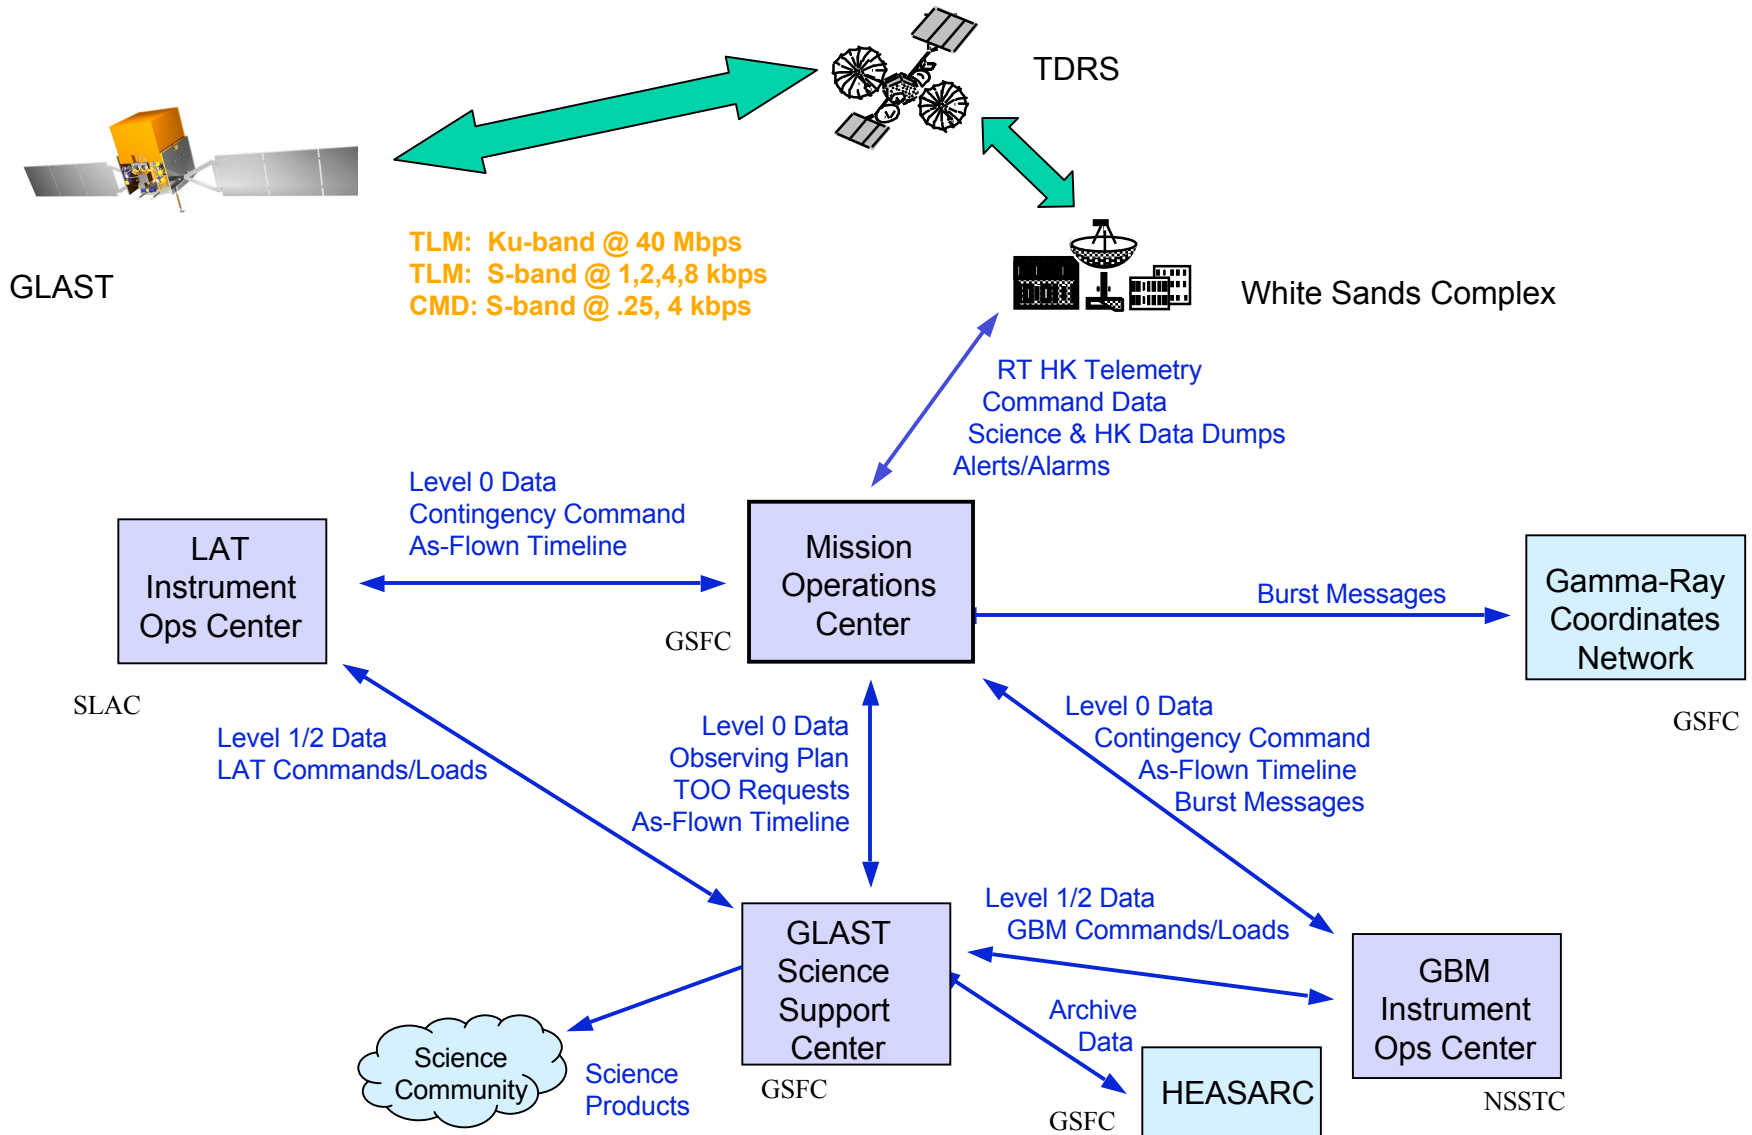 TDRS
GLAST
TLM:  Ku-band @ 40 Mbps
TLM:  S-band @ 1,2,4,8 kbps
CMD: S-band @ .25, 4 kbps
White Sands Complex
RT HK Telemetry
Command Data
Science & HK Data Dumps
Alerts/Alarms
Level 0 Data
Contingency Command
As-Flown Timeline
LAT
Instrument
Ops Center
SLAC
Mission
Operations
Center
GSFC
Burst Messages
Gamma-Ray
Coordinates
Network
GSFC
Level 1/2 Data
LAT Commands/Loads
Level 0 Data
Observing Plan
TOO Requests
As-Flown Timeline
Level 0 Data
Contingency Command
As-Flown Timeline
Burst Messages
Level 1/2 Data
GBM Commands/Loads
GLAST
Science
Support
Center
GSFC
GBM
Instrument
Ops Center
NSSTC
Archive
Data
HEASARC
GSFC
Science
Community
Science
Products